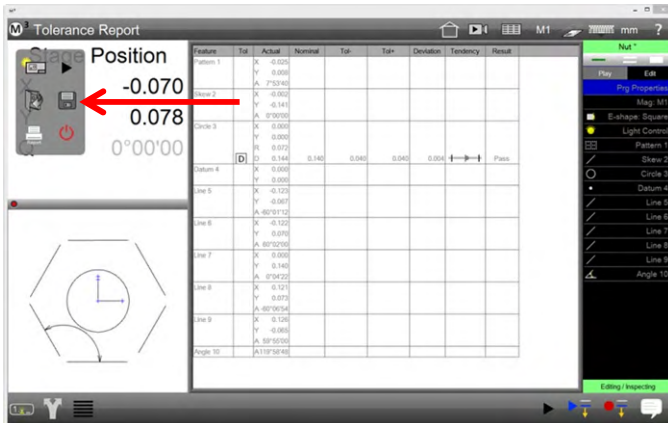 M³ Tolerance Report M1 mm ?
Stage Position
X -0.070
Y 0.078
Q 0°00'00
Feature Tol Actual Nominal Tol- Tol+ Deviation Tendency Result
Pattern 1 X -0.025
Y 0.008
A 7°53'40
Skew 2 X -0.002
Y -0.141
A 0°00'00
Circle 3 X 0.000
Y 0.000
R 0.072
D D 0.144 0.140 0.040 0.040 0.004 Pass
Datum 4 X 0.000
Y 0.000
Line 5 X -0.123
Y -0.067
A -60°01'12
Line 6 X -0.122
Y 0.070
A 60°02'00
Line 7 X 0.000
Y 0.140
A 0°04'22
Line 8 X 0.121
Y 0.073
A -60°06'54
Line 9 X 0.126
Y -0.065
A 59°55'00
Angle 10 A 119°58'48
Nut *
Play Edit
Prg Properties
Mag: M1
E-shape: Square
Light Control
Pattern 1
Skew 2
Circle 3
Datum 4
Line 5
Line 6
Line 7
Line 8
Line 9
Angle 10
Editing / Inspecting